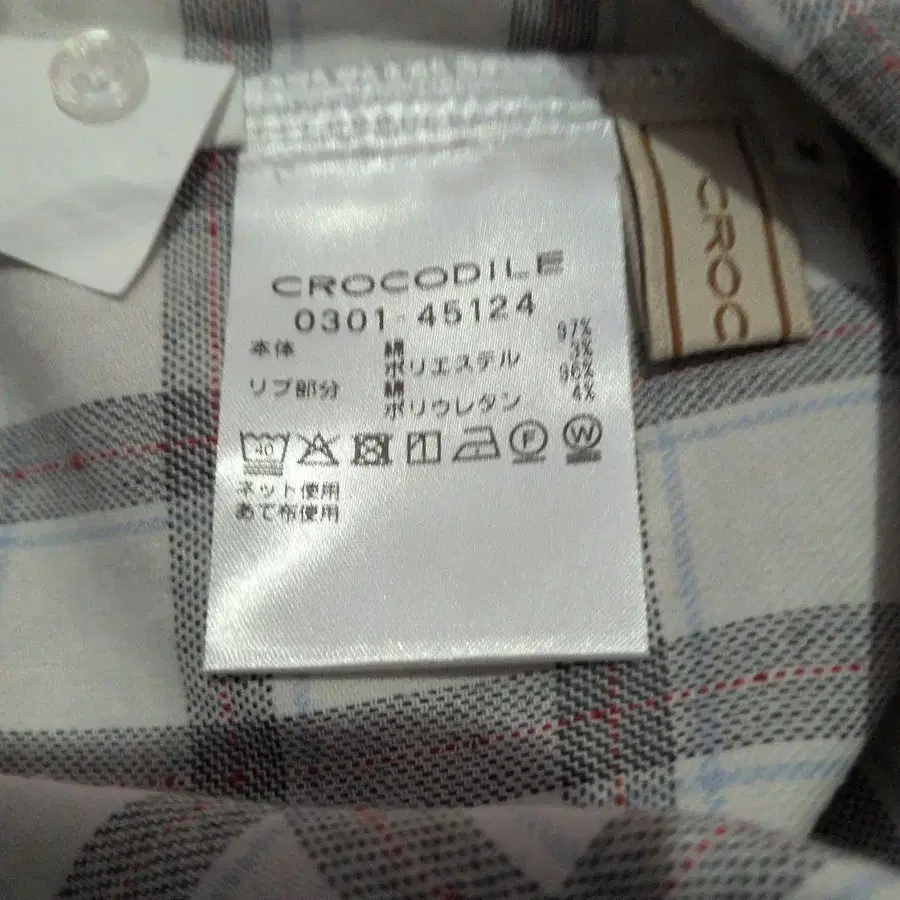 CROCODILE
0301-45124
本体 綿 97%
ポリエステル 3%
リブ部分 綿 96%
ポリウレタン 4%
40 F W
ネット使用
あて布使用
CROC